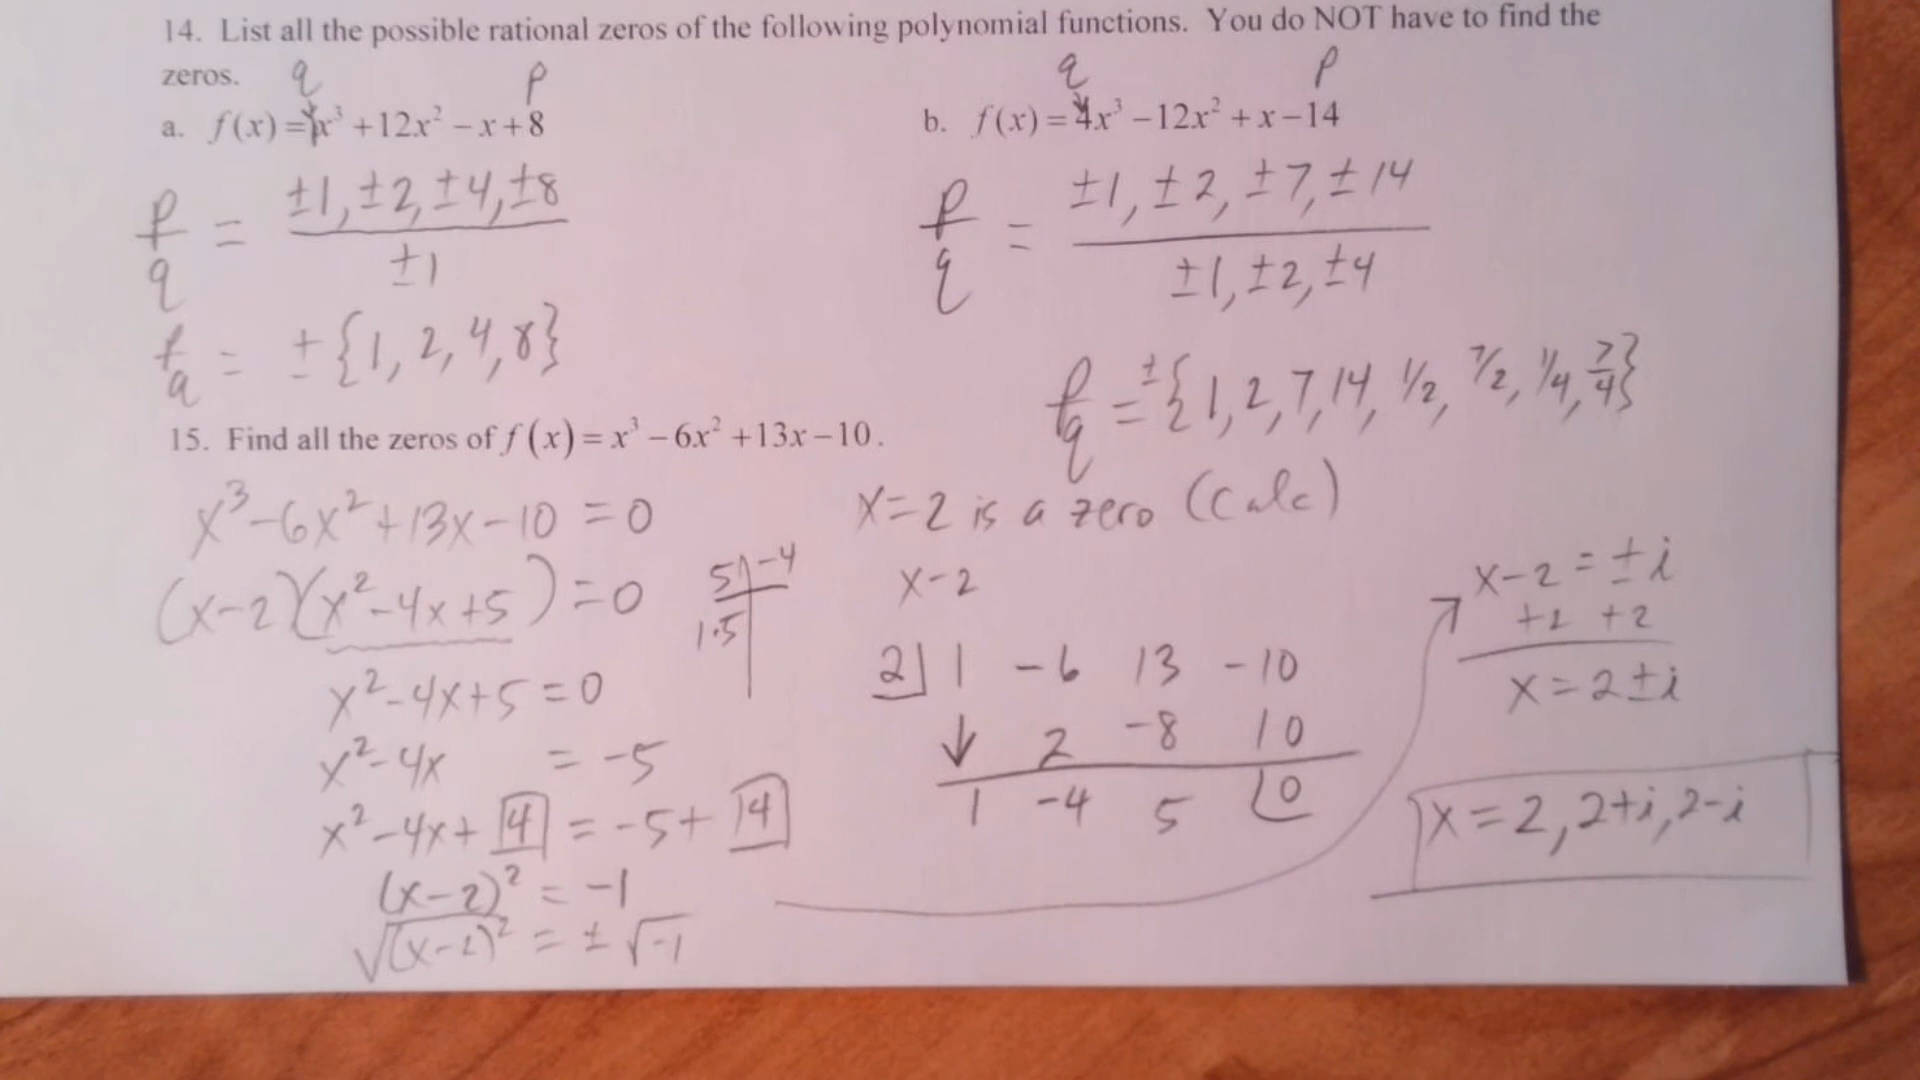 14. List all the possible rational zeros of the following polynomial functions. You do NOT have to find the
zeros.
q p
a. f(x) = 1x³ + 12x² − x + 8
p/q = ±1, ±2, ±4, ±8 / ±1
p/q = ±{1, 2, 4, 8}
q p
b. f(x) = 4x³ − 12x² + x − 14
p/q = ±1, ±2, ±7, ±14 / ±1, ±2, ±4
p/q = ±{1, 2, 7, 14, 1/2, 7/2, 1/4, 7/4}
15. Find all the zeros of f(x) = x³ − 6x² + 13x − 10.
x³ − 6x² + 13x − 10 = 0
(x−2)(x² − 4x + 5) = 0
5 | −4
1·5
x² − 4x + 5 = 0
x² − 4x = −5
x² − 4x + 4 = −5 + 4
(x−2)² = −1
√(x−2)² = ± √−1
x = 2 is a zero (calc)
x − 2
2| 1 −6 13 −10
↓ 2 −8 10
1 −4 5 0
x − 2 = ± i
+2 +2
x = 2 ± i
x = 2, 2+i, 2−i